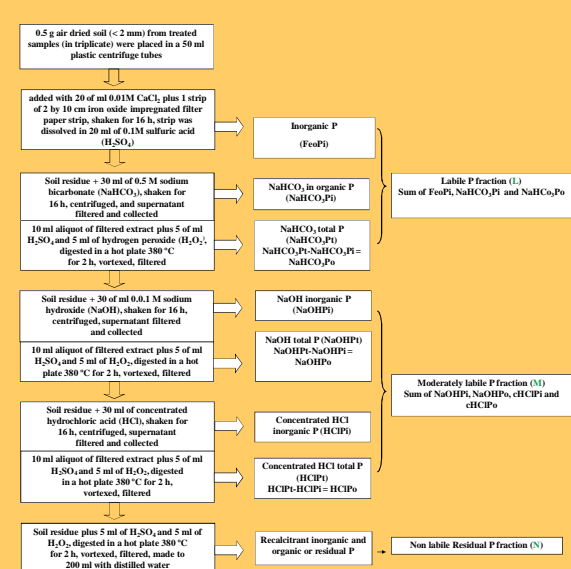 0.5 g air dried soil (< 2 mm) from treated
samples (in triplicate) were placed in a 50 ml
plastic centrifuge tubes
added with 20 of ml 0.01M CaCl₂ plus 1 strip
of 2 by 10 cm iron oxide impregnated filter
paper strip, shaken for 16 h, strip was
dissolved in 20 ml of 0.1M sulfuric acid
(H₂SO₄)
Inorganic P
(FeoPi)
Soil residue + 30 ml of 0.5 M sodium
bicarbonate (NaHCO₃), shaken for
16 h, centrifuged, and supernatant
filtered and collected
NaHCO₃ in organic P
(NaHCO₃Pi)
10 ml aliquot of filtered extract plus 5 of ml
H₂SO₄ and 5 ml of hydrogen peroxide (H₂O₂',
digested in a hot plate 380 °C
for 2 h, vortexed, filtered
NaHCO₃ total P
(NaHCO₃Pt)
NaHCO₃Pt-NaHCO₃Pi =
NaHCO₃Po
Labile P fraction (L)
Sum of FeoPi, NaHCO₃Pi and NaHCo₃Po
Soil residue + 30 of ml 0.0.1 M sodium
hydroxide (NaOH), shaken for 16 h,
centrifuged, supernatant filtered
and collected
NaOH inorganic P
(NaOHPi)
10 ml aliquot of filtered extract plus 5 of ml
H₂SO₄ and 5 ml of H₂O₂, digested in a hot
plate 380 °C for 2 h, vortexed, filtered
NaOH total P (NaOHPt)
NaOHPt-NaOHPi =
NaOHPo
Soil residue + 30 ml of concentrated
hydrochloric acid (HCl), shaken for
16 h, centrifuged, supernatant
filtered and collected
Concentrated HCl
inorganic P (HClPi)
10 ml aliquot of filtered extract plus 5 of ml
H₂SO₄ and 5 ml of H₂O₂, digested
in a hot plate 380 °C for 2 h,
vortexed, filtered
Concentrated HCl total P
(HClPt)
HClPt-HClPi = HClPo
Moderately labile P fraction (M)
Sum of NaOHPi, NaOHPo, cHClPi and
cHClPo
Soil residue plus 5 ml of H₂SO₄ and 5 ml of
H₂O₂, digested in a hot plate 380 °C
for 2 h, vortexed, filtered, made to
200 ml with distilled water
Recalcitrant inorganic and
organic or residual P
Non labile Residual P fraction (N)